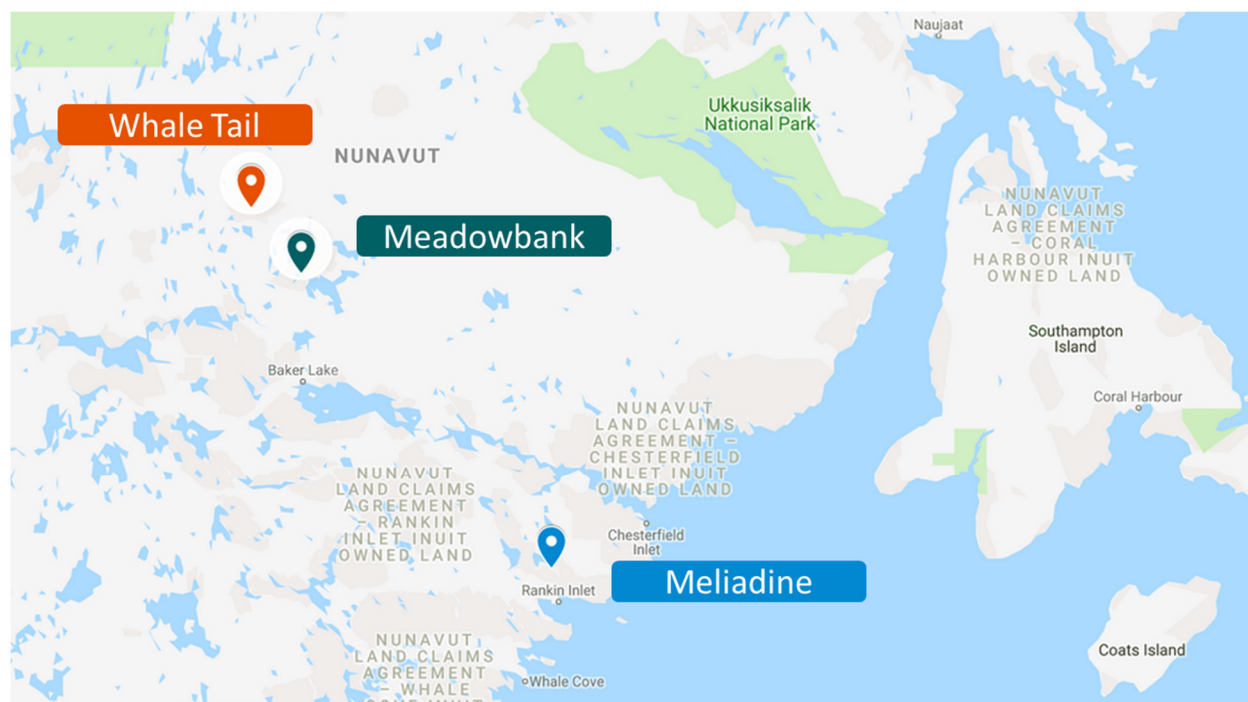 Naujaat
Ukkusiksalik
National Park
Whale Tail
NUNAVUT
Meadowbank
NUNAVUT
LAND CLAIMS
AGREEMENT
– CORAL
HARBOUR INUIT
OWNED LAND
Southampton
Island
Baker Lake
Coral Harbour
NUNAVUT
LAND CLAIMS
AGREEMENT –
CHESTERFIELD
INLET INUIT
OWNED LAND
NUNAVUT
LAND CLAIMS
AGREEMENT
– RANKIN
INLET INUIT
OWNED LAND
Chesterfield
Inlet
Rankin Inlet
Meliadine
NUNAVUT
LAND CLAIMS
AGREEMENT
– WHALE
Whale Cove
Coats Island